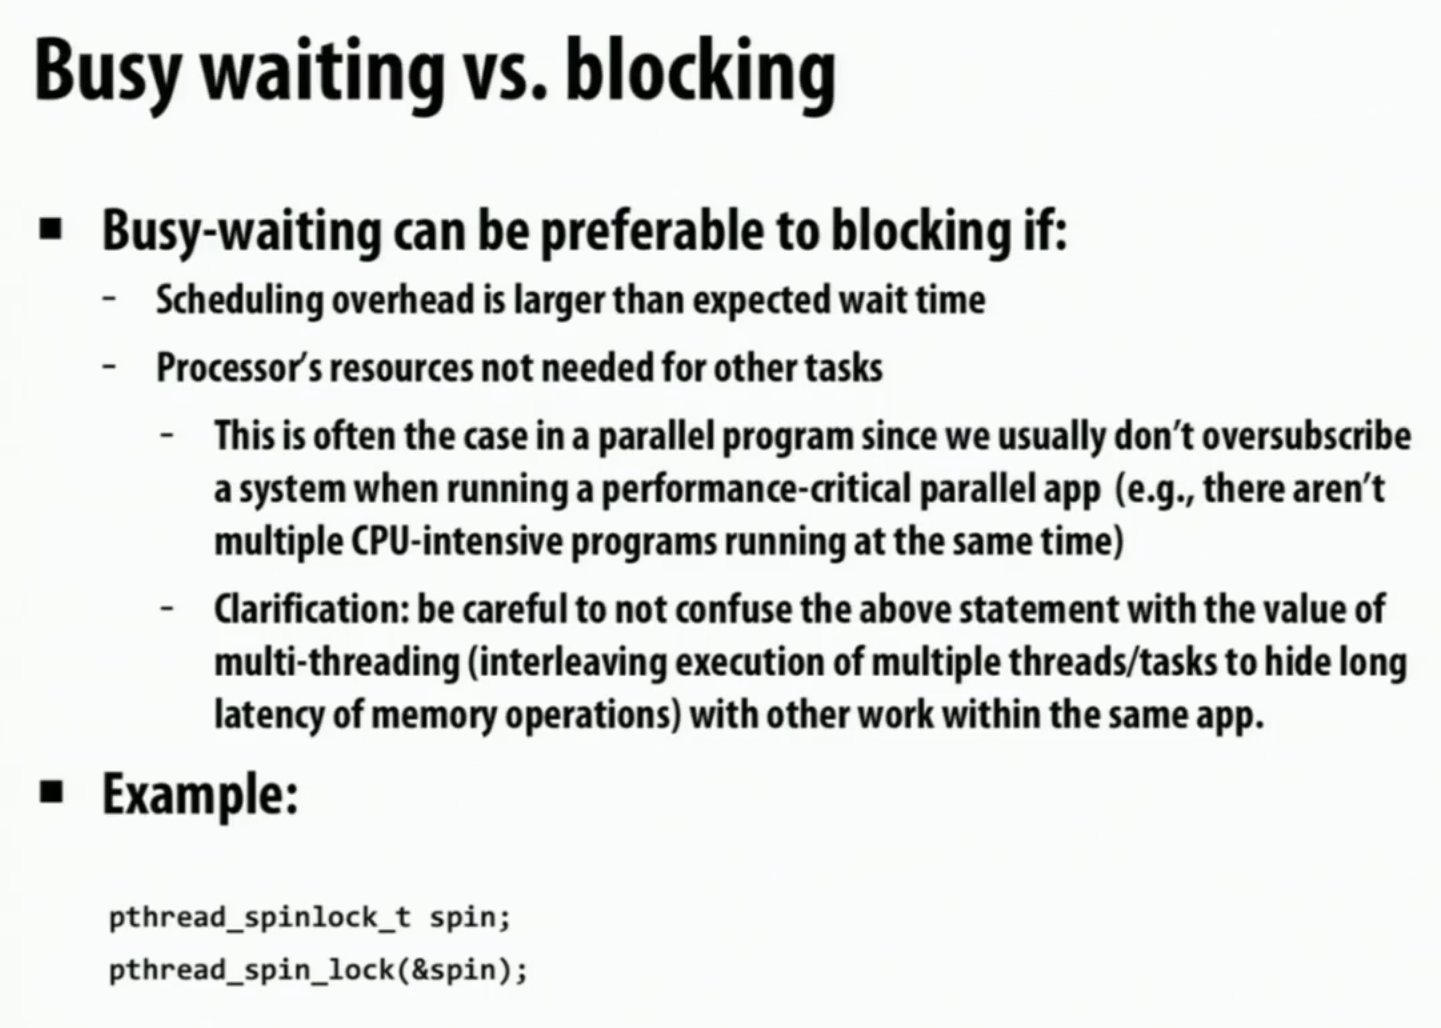 Busy waiting vs. blocking
▪ Busy-waiting can be preferable to blocking if:
- Scheduling overhead is larger than expected wait time
- Processor’s resources not needed for other tasks
- This is often the case in a parallel program since we usually don’t oversubscribe
a system when running a performance-critical parallel app (e.g., there aren’t
multiple CPU-intensive programs running at the same time)
- Clarification: be careful to not confuse the above statement with the value of
multi-threading (interleaving execution of multiple threads/tasks to hide long
latency of memory operations) with other work within the same app.
▪ Example:
pthread_spinlock_t spin;
pthread_spin_lock(&spin);